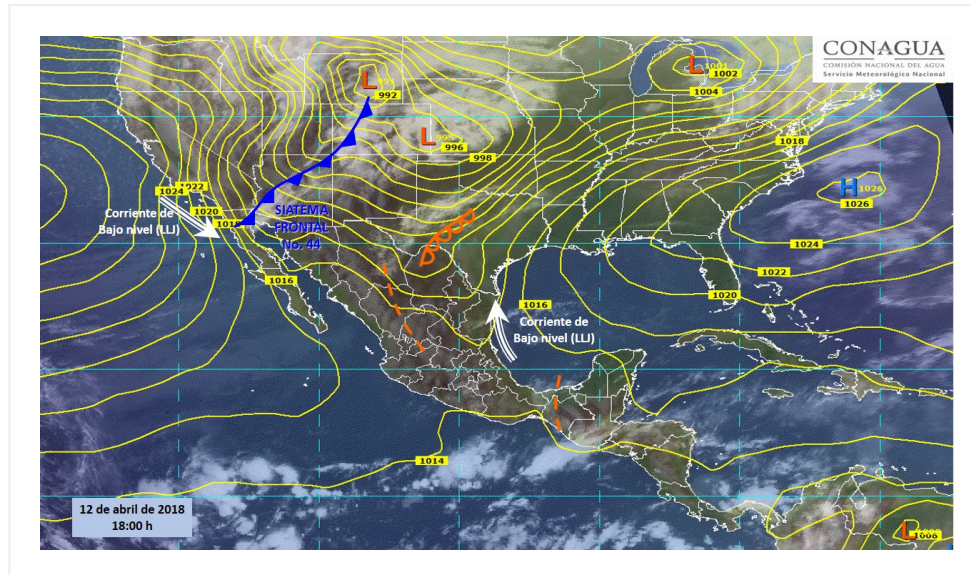 CONAGUA
COMISIÓN NACIONAL DEL AGUA
Servicio Meteorológico Nacional
L
992
L
996
998
L 1001
1002
1004
1018
H 1026
1026
1024
1022
1020
1024
1022
1020
Corriente de
Bajo nivel (LLJ)
SIATEMA
FRONTAL
No. 44
1016
1016
Corriente de
Bajo nivel (LLJ)
1014
12 de abril de 2018
18:00 h
L